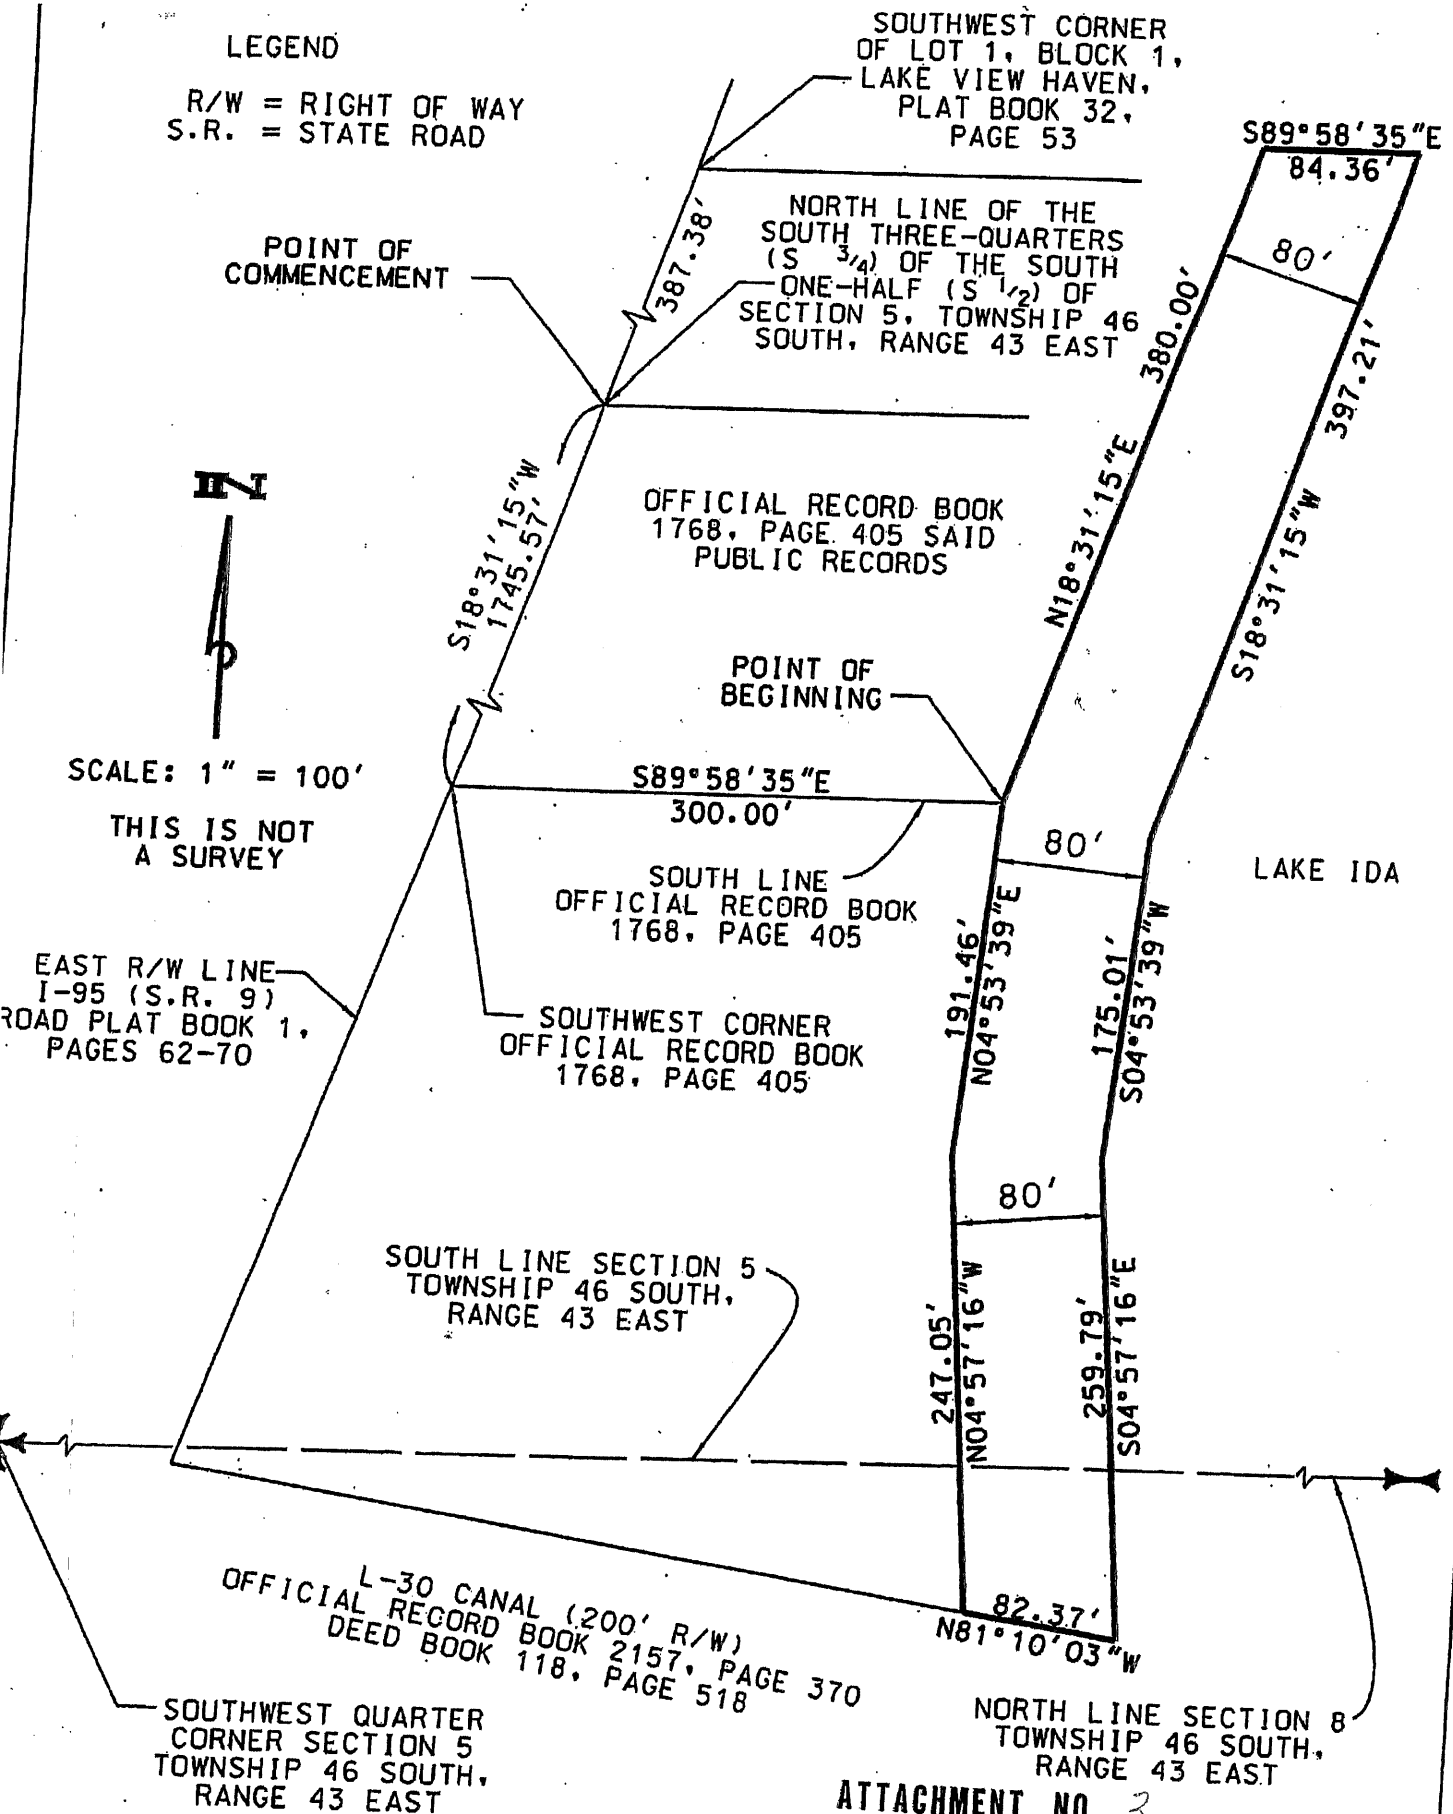 LEGEND
R/W = RIGHT OF WAY
S.R. = STATE ROAD
SOUTHWEST CORNER
OF LOT 1, BLOCK 1,
LAKE VIEW HAVEN,
PLAT BOOK 32,
PAGE 53
S89°58'35"E
84.36'
387.38'
NORTH LINE OF THE
SOUTH THREE-QUARTERS
(S 3/4) OF THE SOUTH
ONE-HALF (S 1/2) OF
SECTION 5, TOWNSHIP 46
SOUTH, RANGE 43 EAST
POINT OF
COMMENCEMENT
80'
380.00'
397.21'
N18°31'15"E
S18°31'15"W
N
S18°31'15"W
1745.57'
OFFICIAL RECORD BOOK
1768, PAGE 405 SAID
PUBLIC RECORDS
POINT OF
BEGINNING
SCALE: 1" = 100'
THIS IS NOT
A SURVEY
S89°58'35"E
300.00'
80'
LAKE IDA
SOUTH LINE
OFFICIAL RECORD BOOK
1768, PAGE 405
191.46'
N04°53'39"E
175.01'
S04°53'39"W
EAST R/W LINE
I-95 (S.R. 9)
ROAD PLAT BOOK 1,
PAGES 62-70
SOUTHWEST CORNER
OFFICIAL RECORD BOOK
1768, PAGE 405
80'
SOUTH LINE SECTION 5
TOWNSHIP 46 SOUTH,
RANGE 43 EAST
247.05'
N04°57'16"W
259.79'
S04°57'16"E
L-30 CANAL (200' R/W)
OFFICIAL RECORD BOOK 2157, PAGE 370
DEED BOOK 118, PAGE 518
82.37'
N81°10'03"W
SOUTHWEST QUARTER
CORNER SECTION 5
TOWNSHIP 46 SOUTH,
RANGE 43 EAST
NORTH LINE SECTION 8
TOWNSHIP 46 SOUTH,
RANGE 43 EAST
ATTACHMENT NO